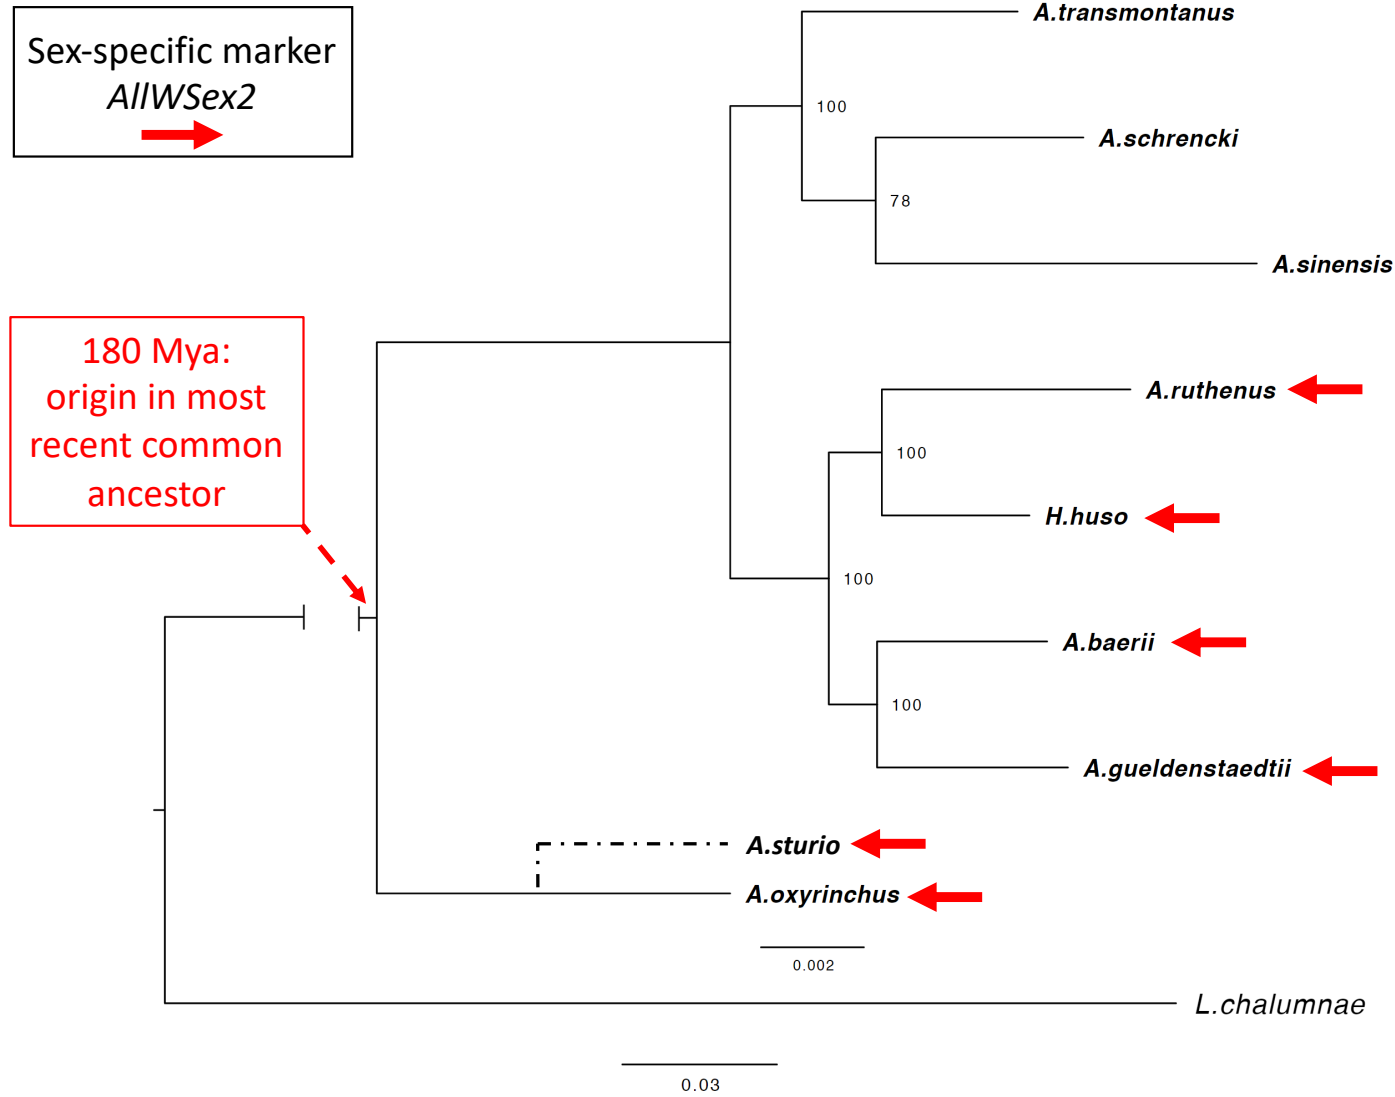 Sex-specific marker
AllWSex2
A.transmontanus
100
A.schrencki
78
A.sinensis
180 Mya:
origin in most
recent common
ancestor
A.ruthenus
100
H.huso
100
A.baerii
100
A.gueldenstaedtii
A.sturio
A.oxyrinchus
0.002
L.chalumnae
0.03